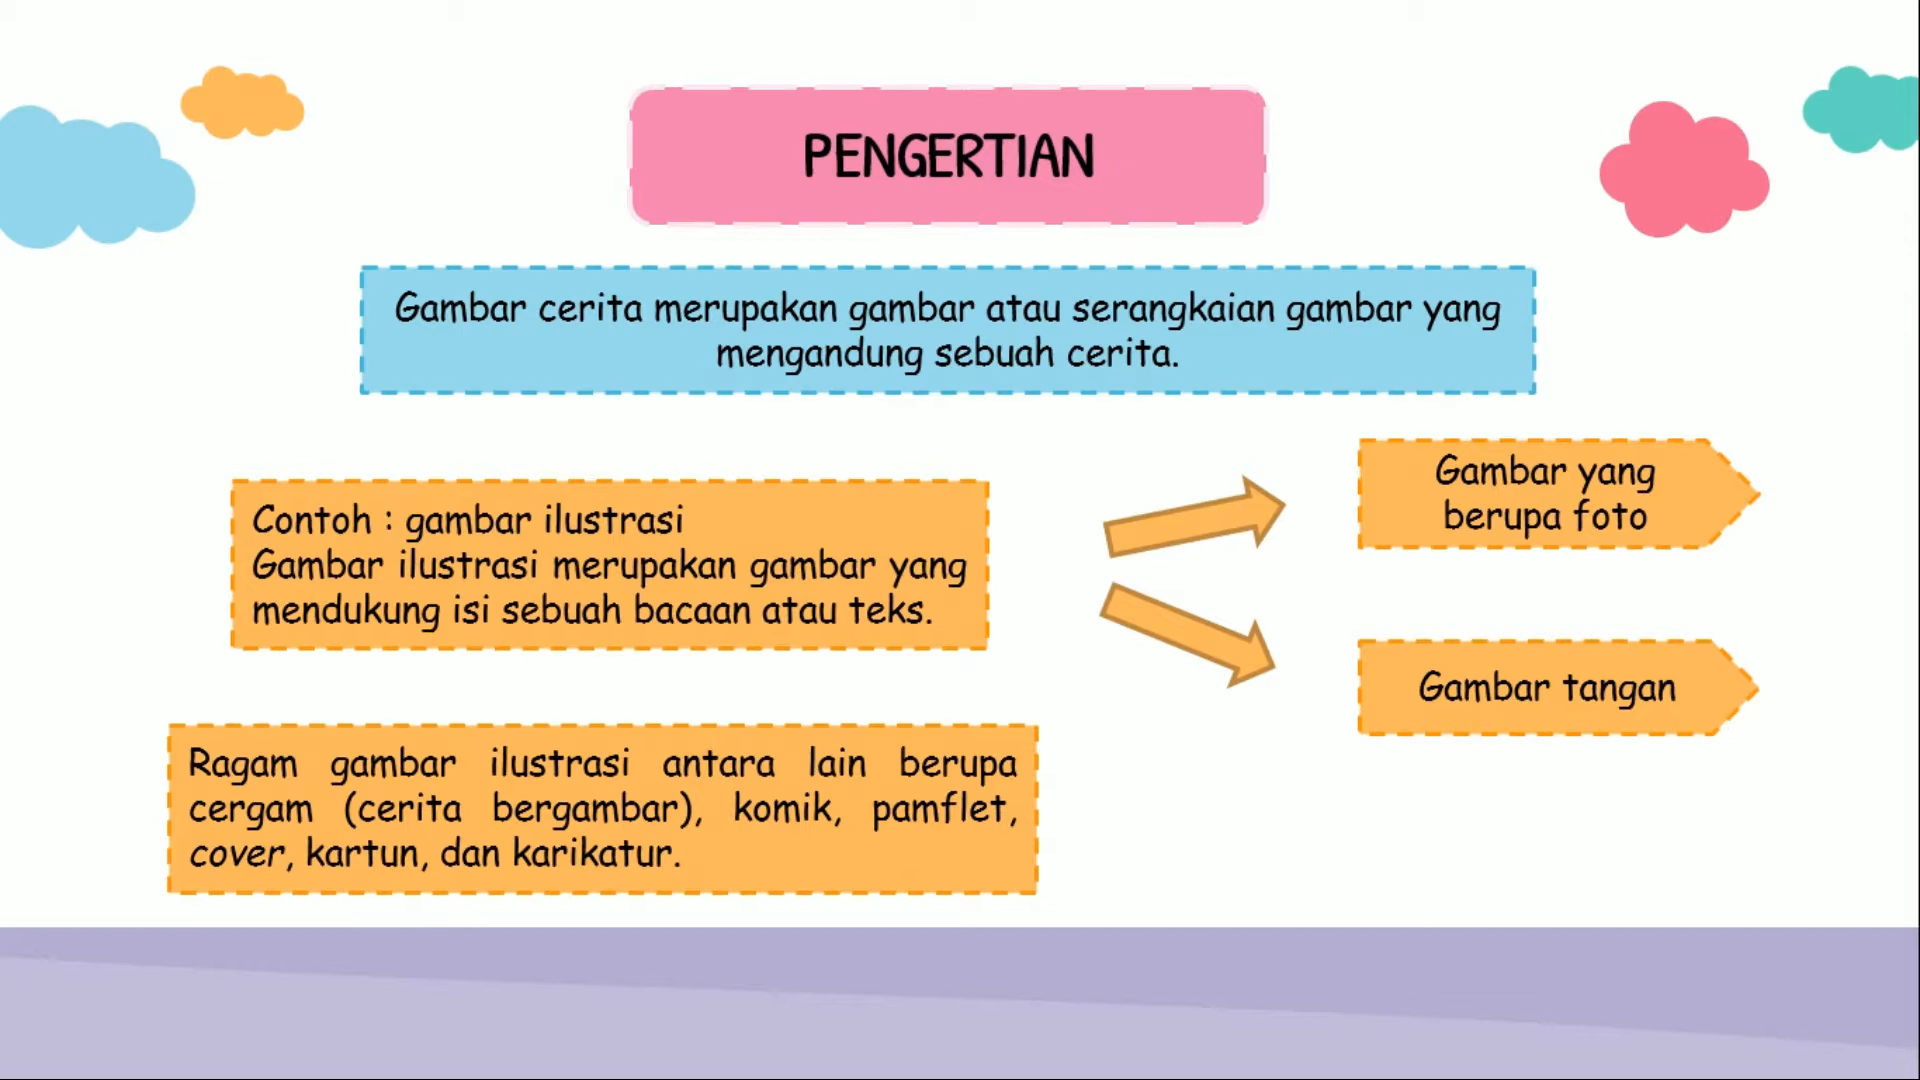 PENGERTIAN
Gambar cerita merupakan gambar atau serangkaian gambar yang
mengandung sebuah cerita.
Contoh : gambar ilustrasi
Gambar ilustrasi merupakan gambar yang
mendukung isi sebuah bacaan atau teks.
Gambar yang
berupa foto
Gambar tangan
Ragam gambar ilustrasi antara lain berupa
cergam (cerita bergambar), komik, pamflet,
cover, kartun, dan karikatur.